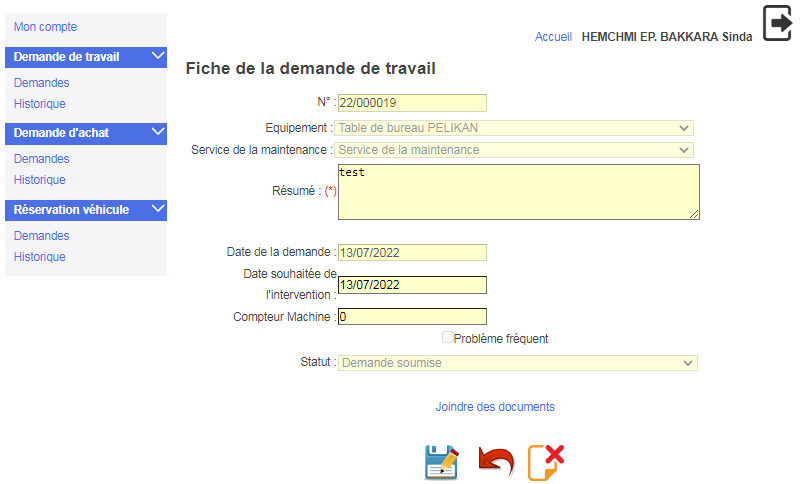 Mon compte
Demande de travail
Demandes
Historique
Demande d'achat
Demandes
Historique
Réservation véhicule
Demandes
Historique
Accueil HEMCHMI EP. BAKKARA Sinda
Fiche de la demande de travail
N° : 22/000019
Equipement : Table de bureau PELIKAN
Service de la maintenance : Service de la maintenance
Résumé : (*) test
Date de la demande : 13/07/2022
Date souhaitée de
l'intervention : 13/07/2022
Compteur Machine : 0
Problème fréquent
Statut : Demande soumise
Joindre des documents